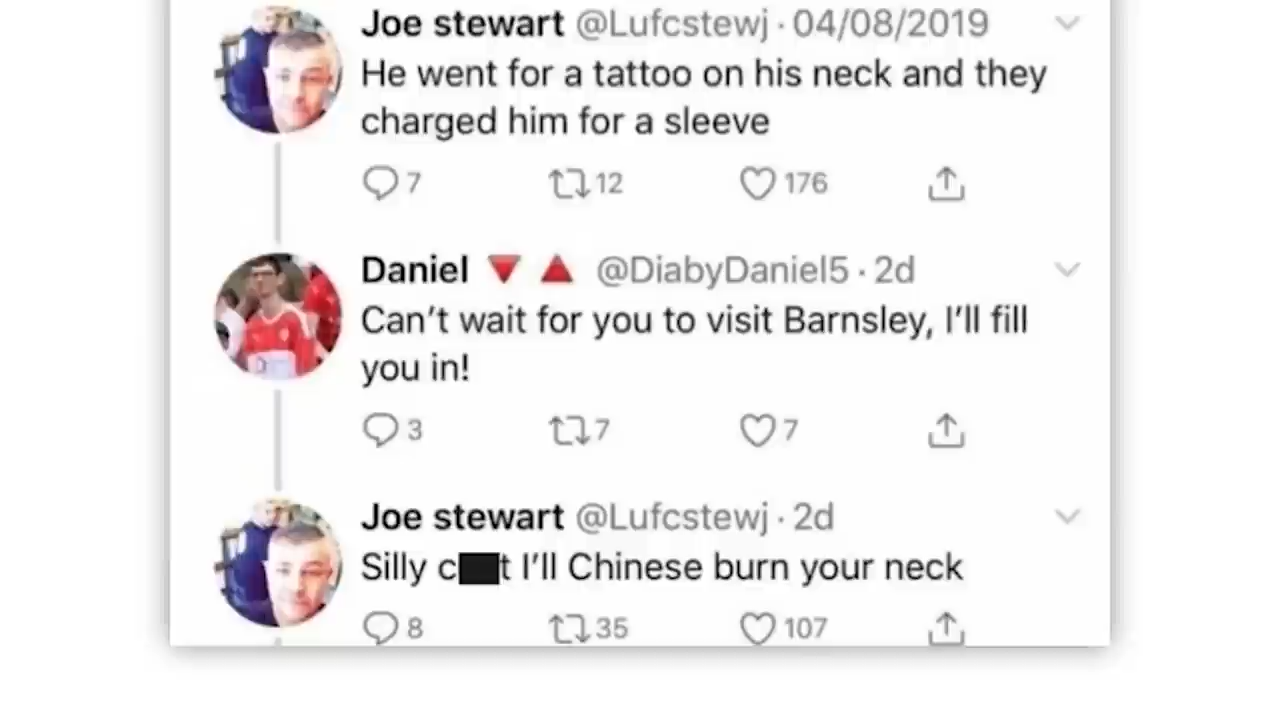 Joe stewart @Lufcstewj · 04/08/2019
He went for a tattoo on his neck and they
charged him for a sleeve
7 12 176
Daniel 🔻 🔺 @DiabyDaniel5 · 2d
Can't wait for you to visit Barnsley, I'll fill
you in!
3 7 7
Joe stewart @Lufcstewj · 2d
Silly c t I'll Chinese burn your neck
8 35 107